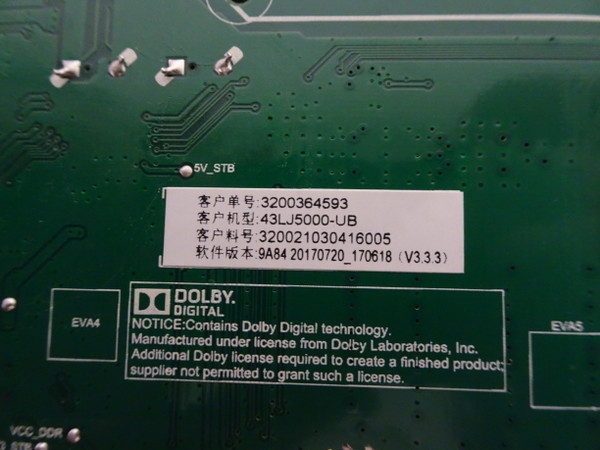 5V_STB
客户单号:3200364593
客户机型:43LJ5000-UB
客户料号:320021030416005
软件版本:9A84 20170720_170618（V3.3.3）
DOLBY.
DIGITAL
NOTICE:Contains Dolby Digital technology.
Manufactured under license from Dolby Laboratories, Inc.
Additional Dolby license required to create a finished product;
supplier not permitted to grant such a license.
EVA4
EVA5
VCC_DDR